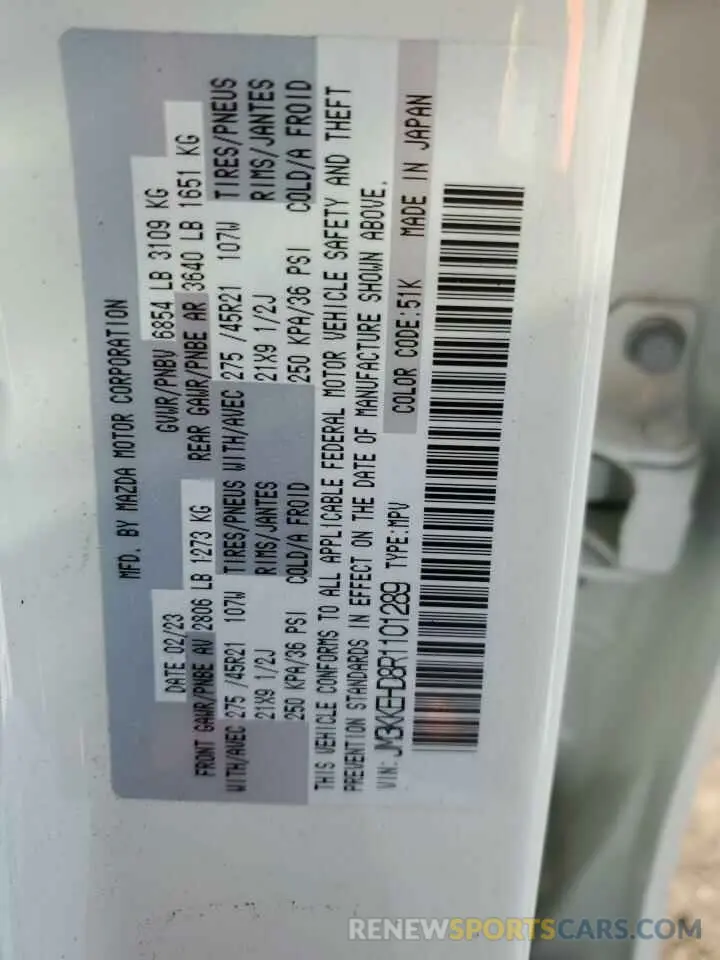 MFD. BY MAZDA MOTOR CORPORATION
DATE 02/23 GVWR/PNBV 6854 LB 3109 KG
FRONT GAWR/PNBE AV 2806 LB 1273 KG REAR GAWR/PNBE AR 3640 LB 1651 KG
WITH/AVEC 275 /45R21 107W TIRES/PNEUS WITH/AVEC 275 /45R21 107W TIRES/PNEUS
21X9 1/2J RIMS/JANTES 21X9 1/2J RIMS/JANTES
250 KPA/36 PSI COLD/A FROID 250 KPA/36 PSI COLD/A FROID
THIS VEHICLE CONFORMS TO ALL APPLICABLE FEDERAL MOTOR VEHICLE SAFETY AND THEFT
PREVENTION STANDARDS IN EFFECT ON THE DATE OF MANUFACTURE SHOWN ABOVE.
VIN: JM3KKEHD8R1101289 TYPE:MPV COLOR CODE:51K MADE IN JAPAN
RENEWSPORTSCARS.COM